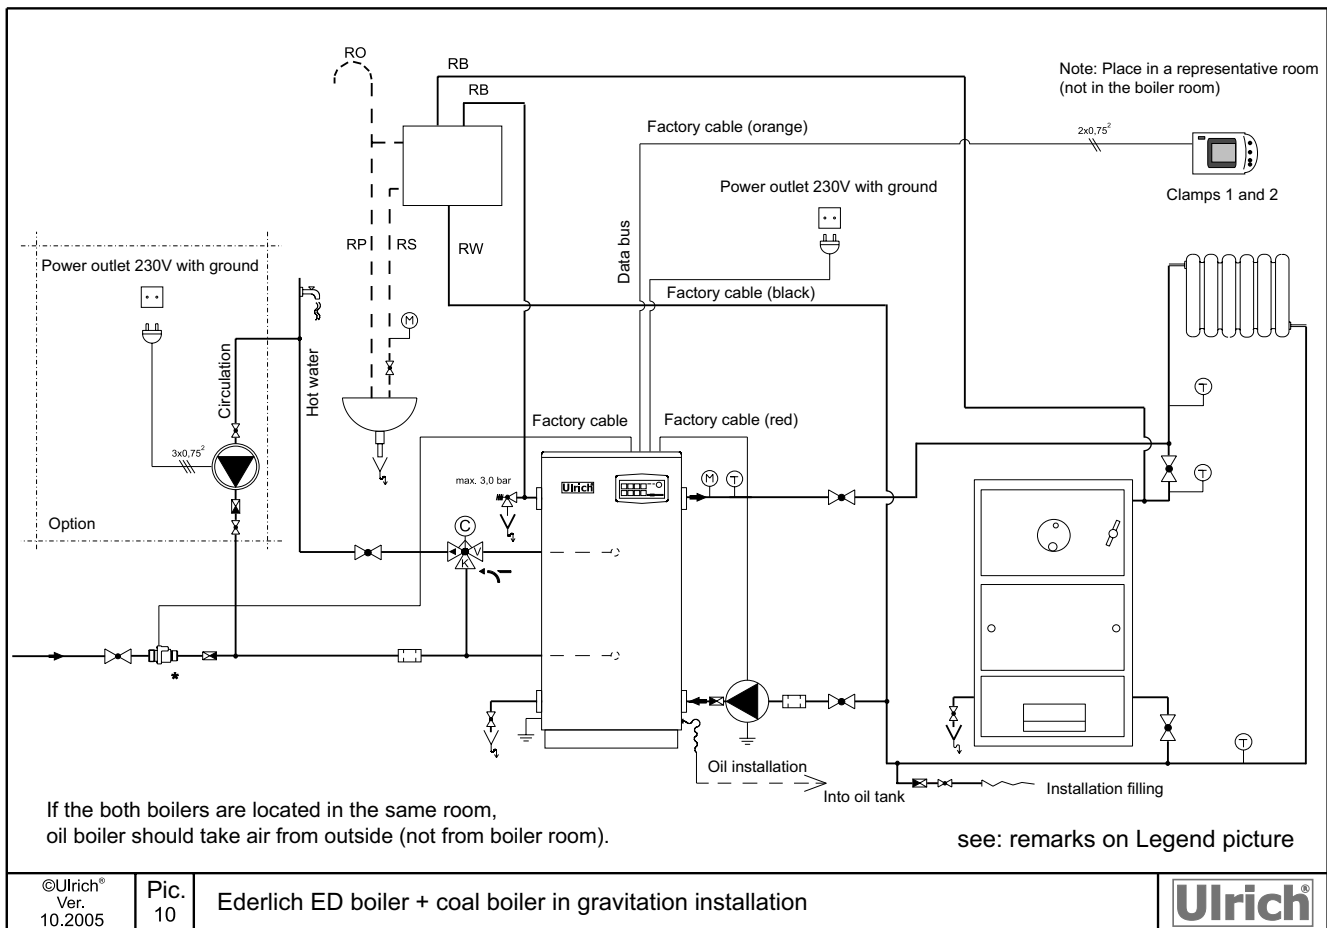 RO
RB
RB
Note: Place in a representative room
(not in the boiler room)
Factory cable (orange)
2x0,75²
Clamps 1 and 2
Power outlet 230V with ground
RP
RS
RW
Data bus
Power outlet 230V with ground
Factory cable (black)
M
Circulation
Hot water
T
Factory cable
Factory cable (red)
3x0,75²
max. 3,0 bar
Ulrich
M
T
T
Option
C
V
K
*
T
Oil installation
Into oil tank
Installation filling
If the both boilers are located in the same room,
oil boiler should take air from outside (not from boiler room).
see: remarks on Legend picture
©Ulrich®
Ver.
10.2005
Pic.
10
Ederlich ED boiler + coal boiler in gravitation installation
Ulrich®